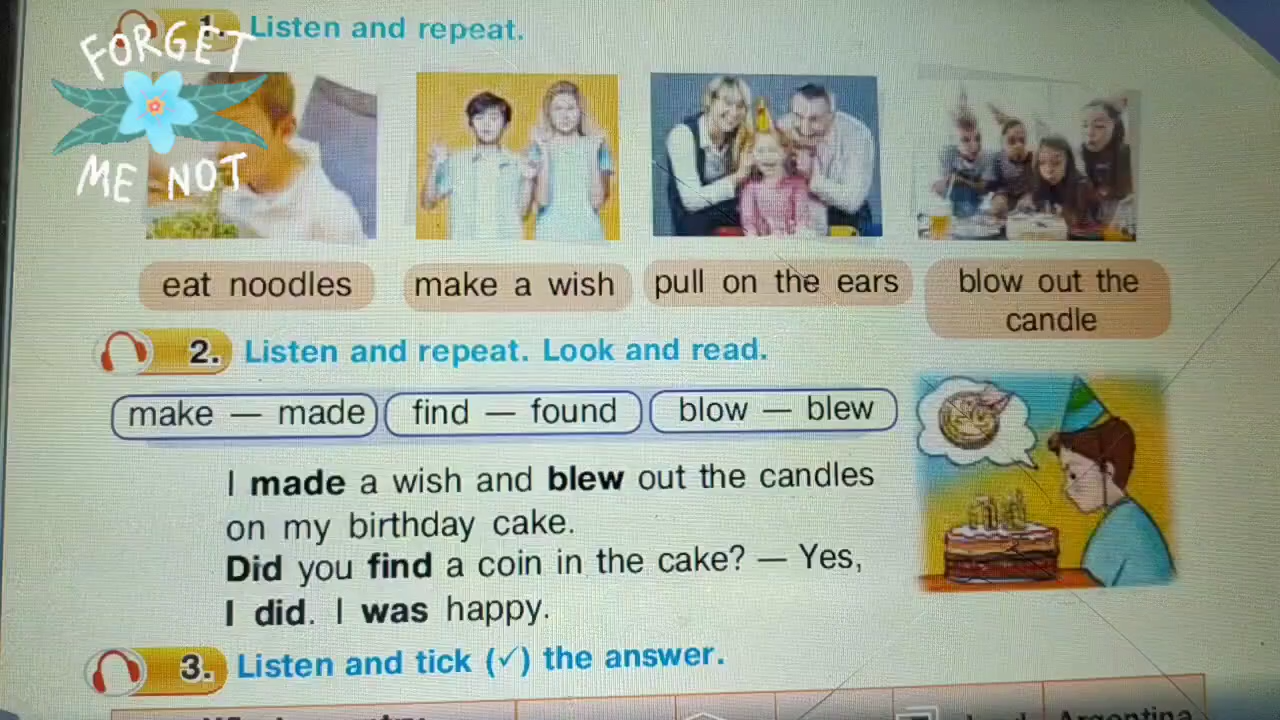 FORGET
ME NOT
1. Listen and repeat.
eat noodles
make a wish
pull on the ears
blow out the
candle
2. Listen and repeat. Look and read.
make — made
find — found
blow — blew
I made a wish and blew out the candles
on my birthday cake.
Did you find a coin in the cake? — Yes,
I did. I was happy.
3. Listen and tick (✓) the answer.
Argentina